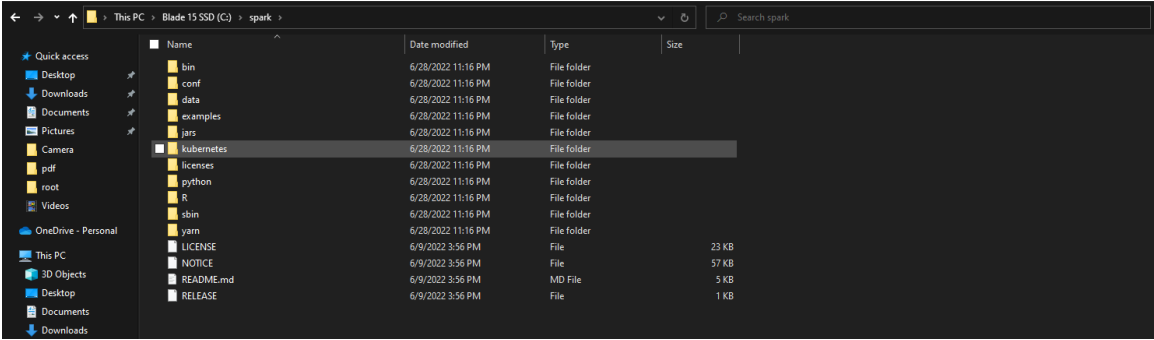 This PC > Blade 15 SSD (C:) > spark >
Search spark
Name Date modified Type Size
Quick access
Desktop
Downloads
Documents
Pictures
Camera
pdf
root
Videos
OneDrive - Personal
This PC
3D Objects
Desktop
Documents
Downloads
bin 6/28/2022 11:16 PM File folder
conf 6/28/2022 11:16 PM File folder
data 6/28/2022 11:16 PM File folder
examples 6/28/2022 11:16 PM File folder
jars 6/28/2022 11:16 PM File folder
kubernetes 6/28/2022 11:16 PM File folder
licenses 6/28/2022 11:16 PM File folder
python 6/28/2022 11:16 PM File folder
R 6/28/2022 11:16 PM File folder
sbin 6/28/2022 11:16 PM File folder
yarn 6/28/2022 11:16 PM File folder
LICENSE 6/9/2022 3:56 PM File 23 KB
NOTICE 6/9/2022 3:56 PM File 57 KB
README.md 6/9/2022 3:56 PM MD File 5 KB
RELEASE 6/9/2022 3:56 PM File 1 KB